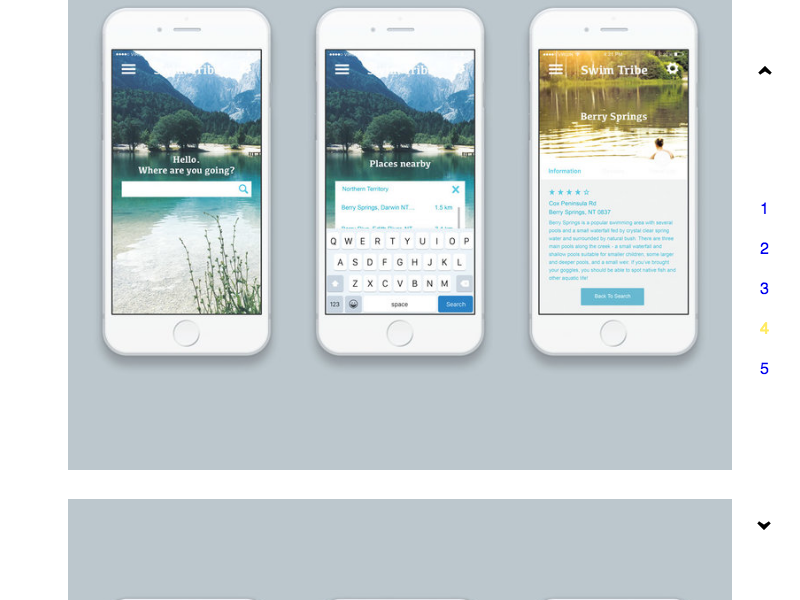 Hello.
Where are you going?
Places nearby
Northern Territory
Berry Springs, Darwin NT...
1.5 km
Q W E R T Y U I O P
A S D F G H J K L
Z X C V B N M
123
space
Search
Swim Tribe
Berry Springs
Information
Cox Peninsula Rd
Berry Springs, NT 0837
Berry Springs is a popular swimming area with several
pools and a small waterfall fed by crystal clear spring
water and surrounded by natural bush. There are three
main pools along the creek - a small waterfall and
shallow pools suitable for smaller children, some larger
and deeper pools, and a small weir. If you've brought
your goggles, you should be able to spot native fish and
other aquatic life!
Back To Search
1
2
3
4
5